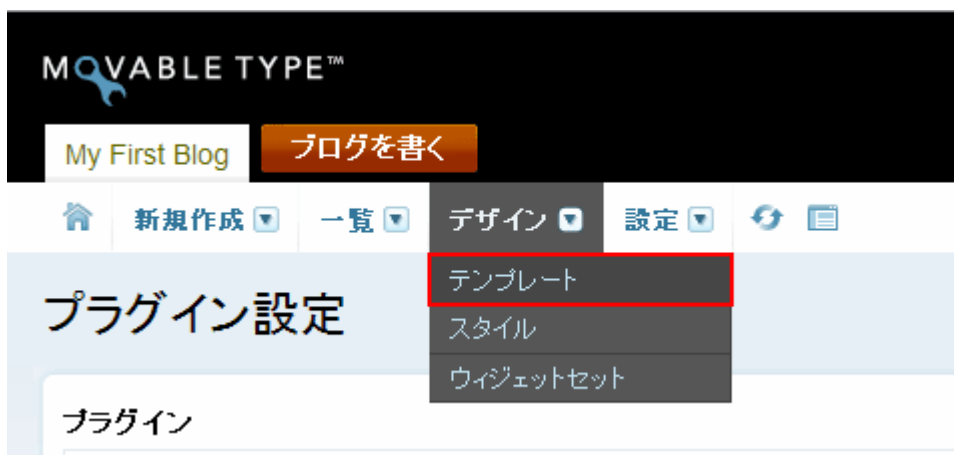 MOVABLE TYPE™
My First Blog ブログを書く
新規作成 一覧 デザイン 設定
テンプレート
プラグイン設定
スタイル
ウィジェットセット
プラグイン